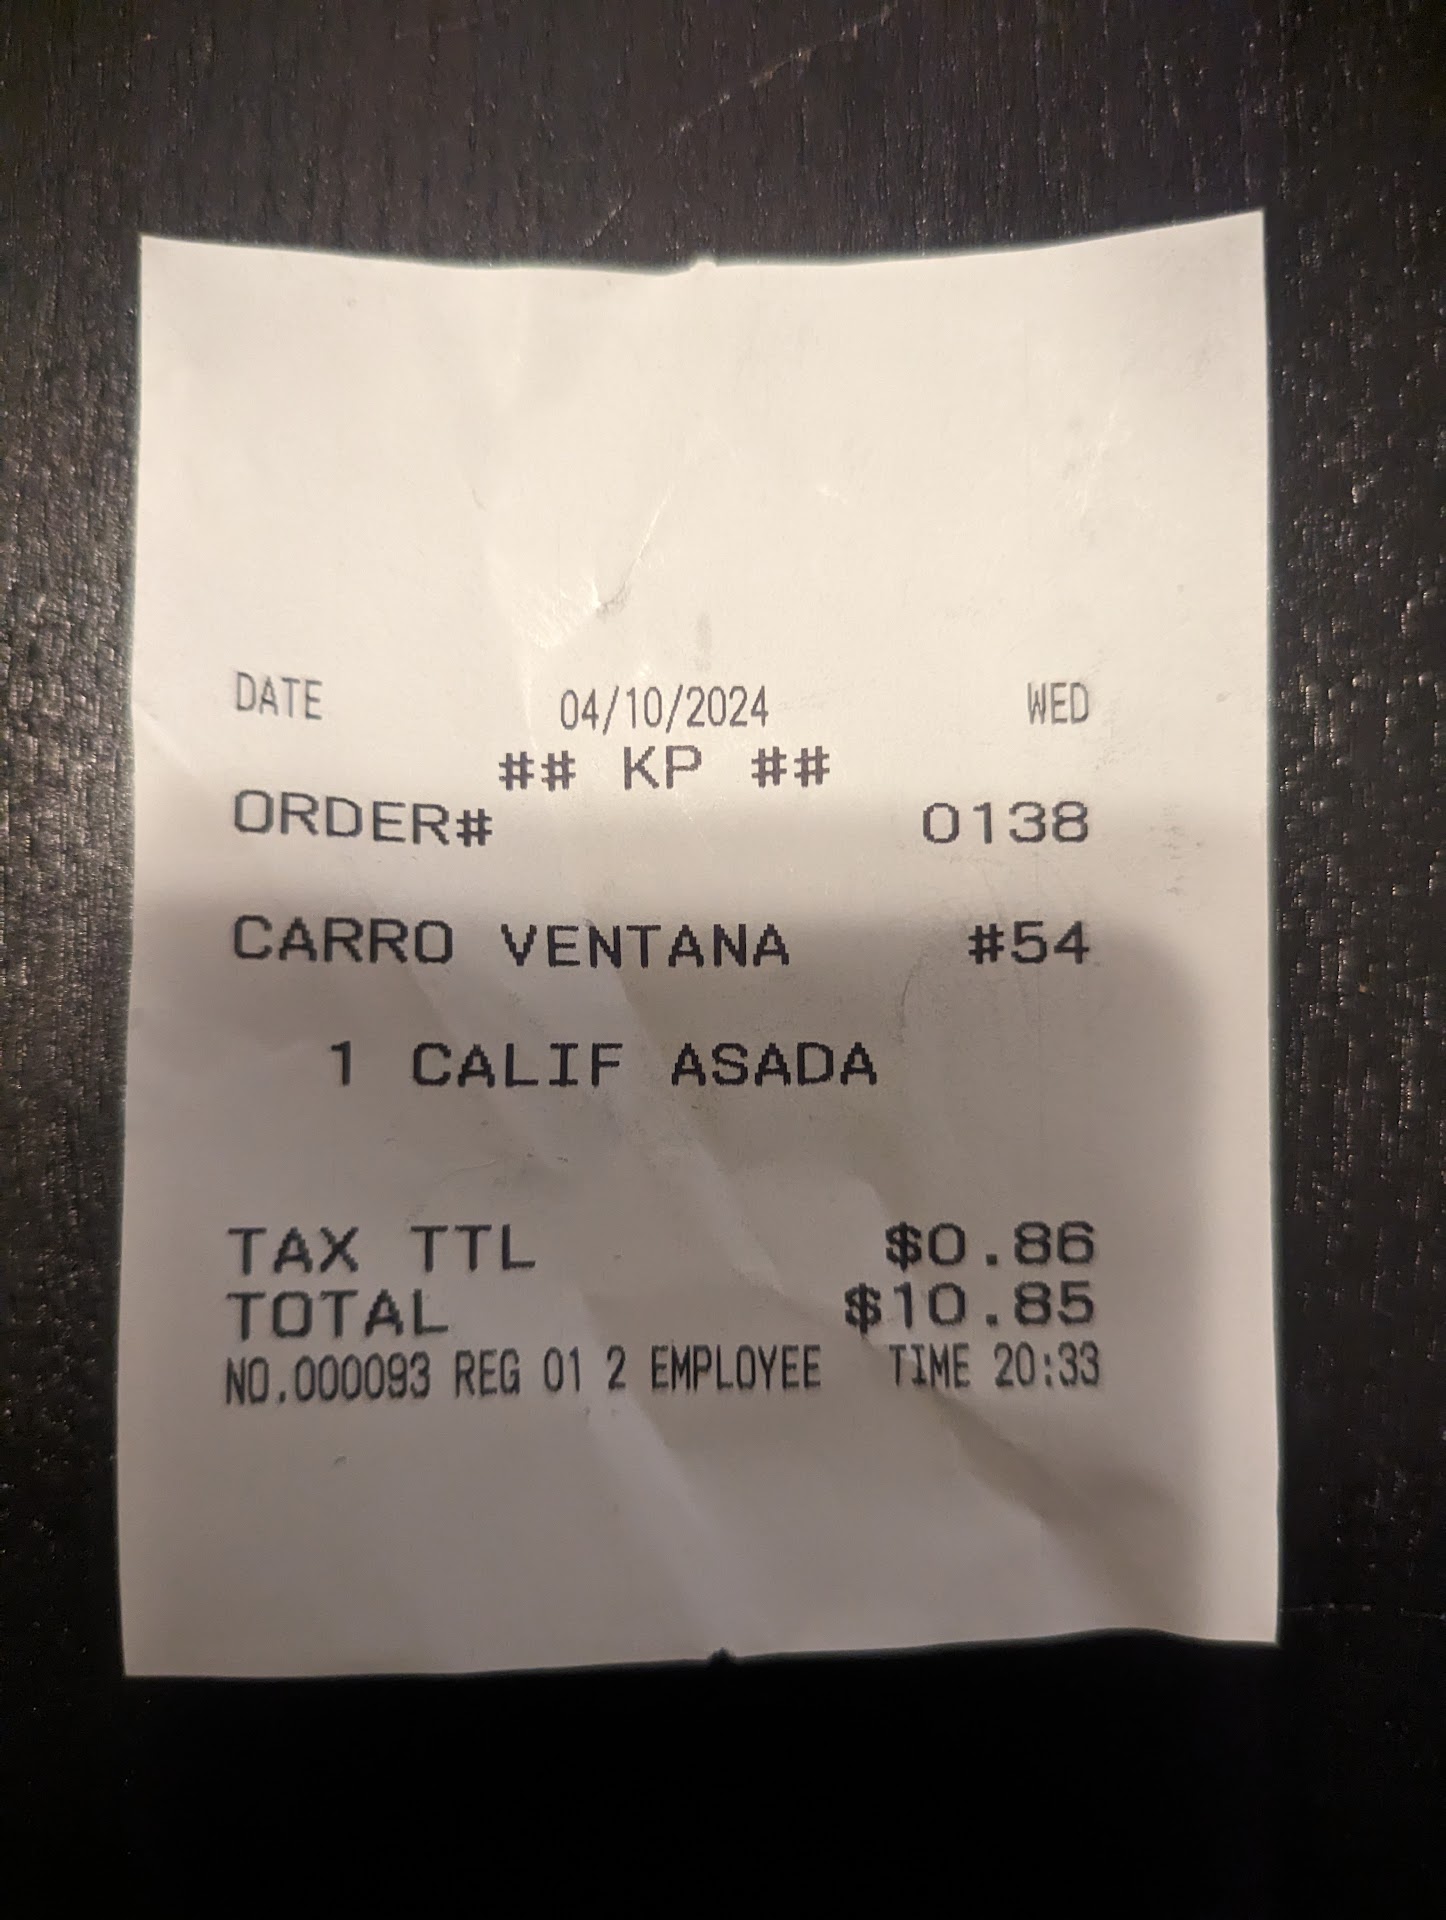 DATE 04/10/2024 WED
## KP ##
ORDER# 0138
CARRO VENTANA #54
1 CALIF ASADA
TAX TTL $0.86
TOTAL $10.85
NO.000093 REG 01 2 EMPLOYEE TIME 20:33